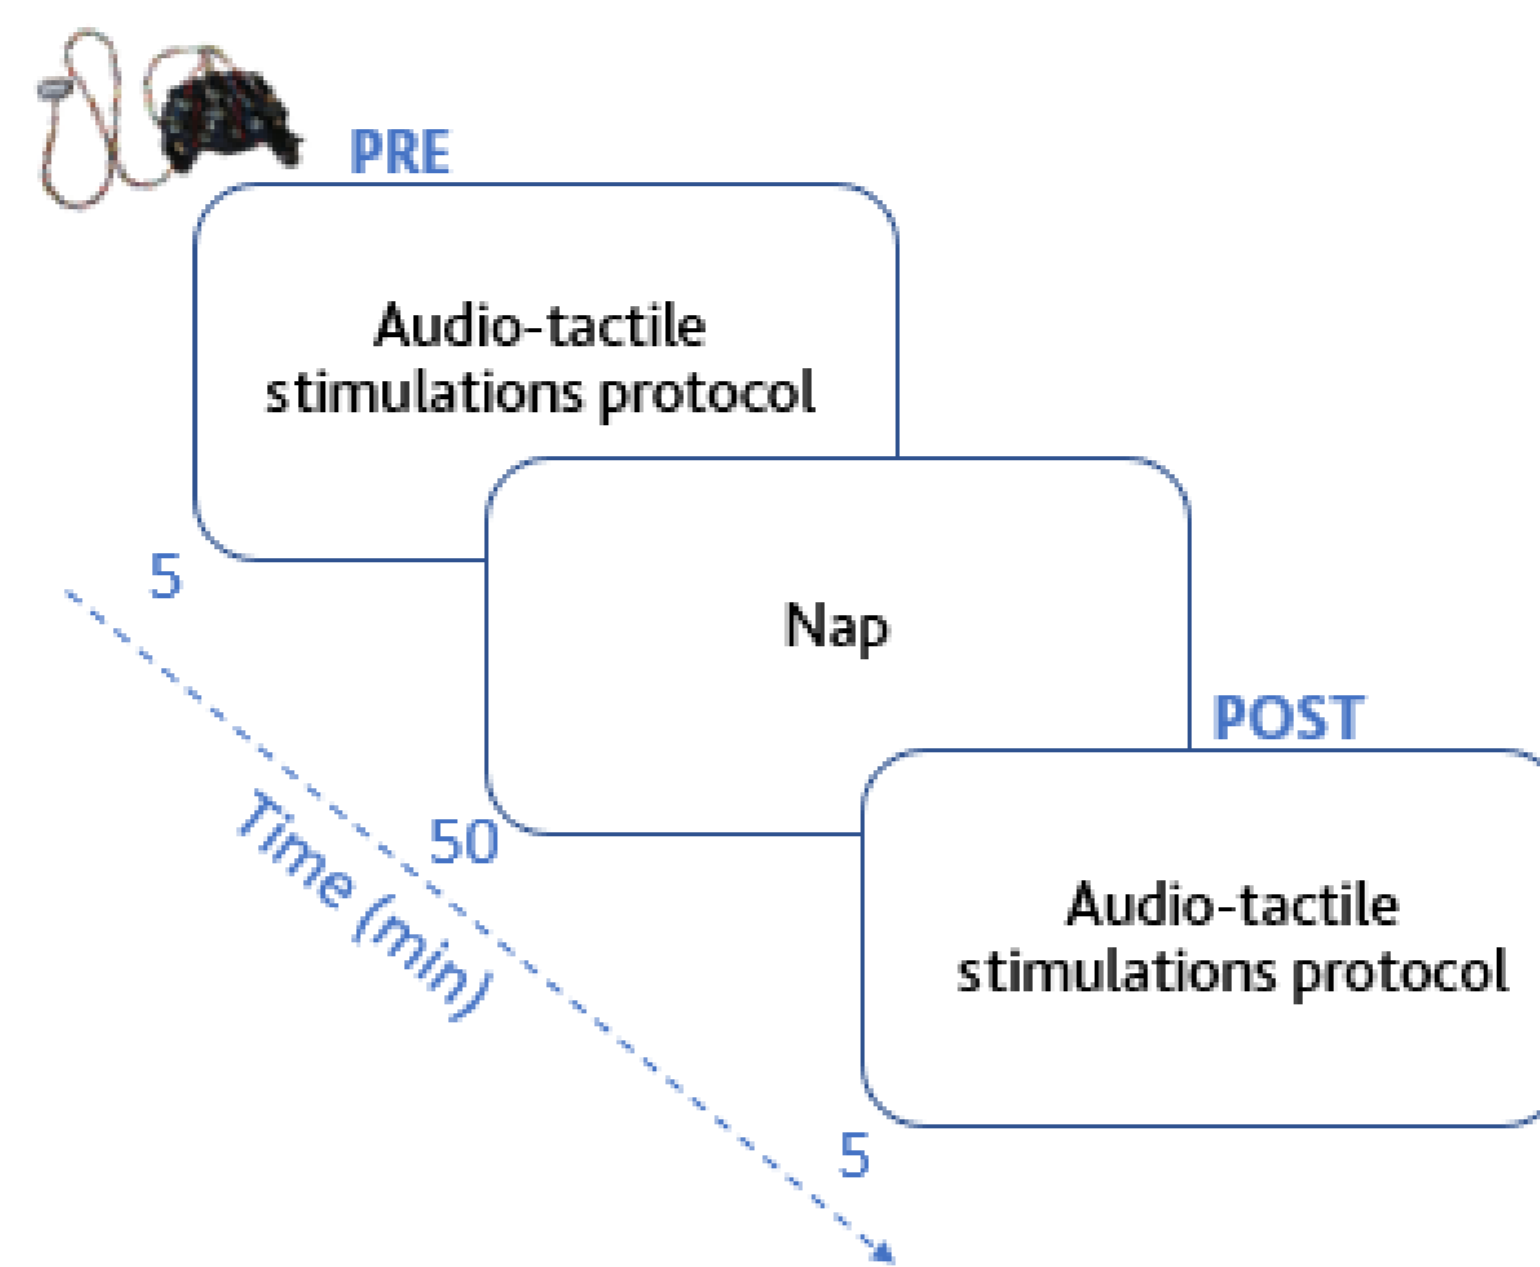 PRE
Audio-tactile
stimulations protocol
5
Nap
50
POST
Audio-tactile
stimulations protocol
5
Time (min)